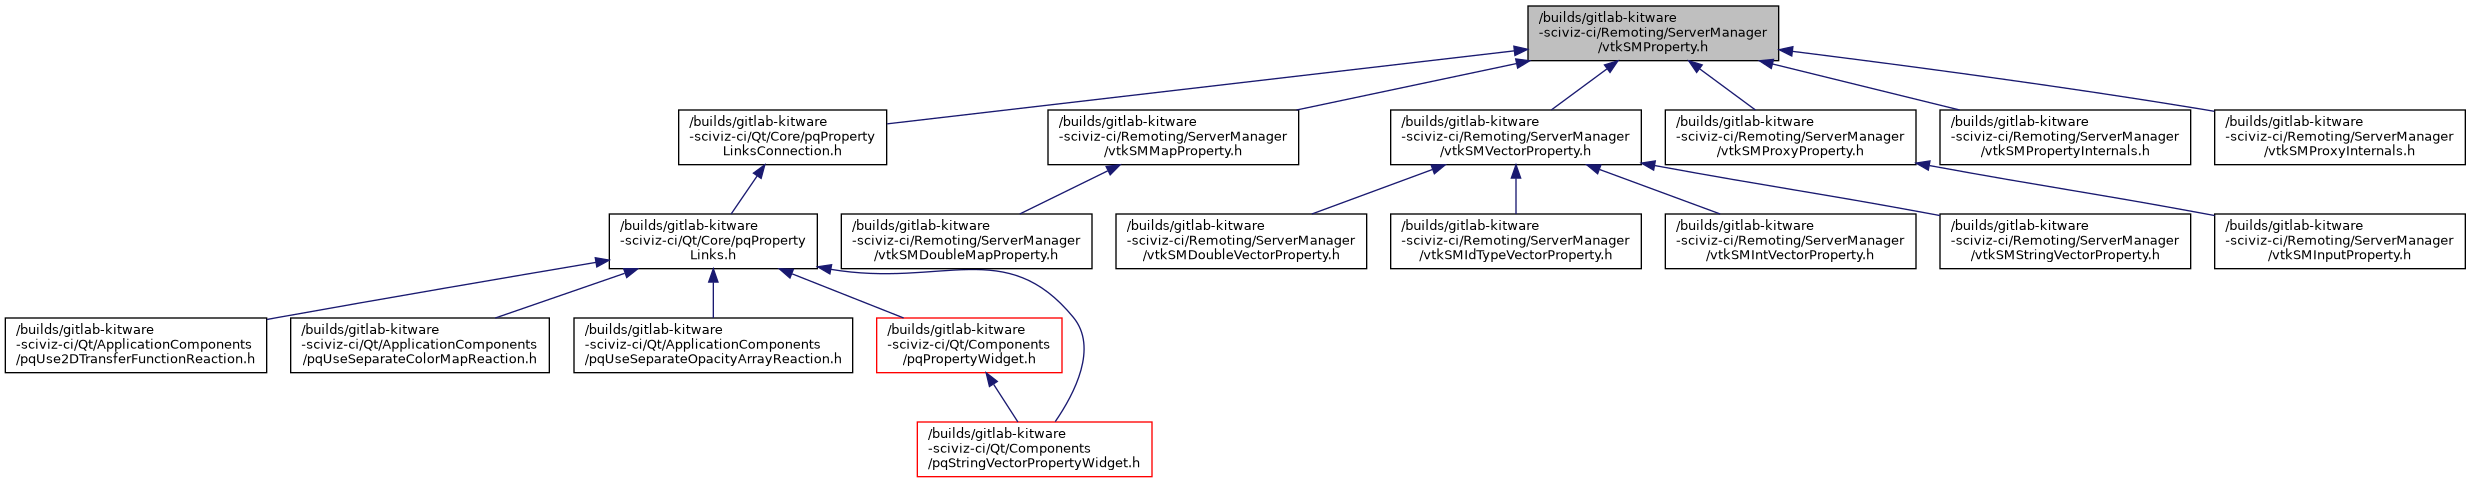 /builds/gitlab-kitware
-sciviz-ci/Remoting/ServerManager
/vtkSMProperty.h
/builds/gitlab-kitware
-sciviz-ci/Qt/Core/pqProperty
LinksConnection.h
/builds/gitlab-kitware
-sciviz-ci/Remoting/ServerManager
/vtkSMMapProperty.h
/builds/gitlab-kitware
-sciviz-ci/Remoting/ServerManager
/vtkSMVectorProperty.h
/builds/gitlab-kitware
-sciviz-ci/Remoting/ServerManager
/vtkSMProxyProperty.h
/builds/gitlab-kitware
-sciviz-ci/Remoting/ServerManager
/vtkSMPropertyInternals.h
/builds/gitlab-kitware
-sciviz-ci/Remoting/ServerManager
/vtkSMProxyInternals.h
/builds/gitlab-kitware
-sciviz-ci/Qt/Core/pqProperty
Links.h
/builds/gitlab-kitware
-sciviz-ci/Remoting/ServerManager
/vtkSMDoubleMapProperty.h
/builds/gitlab-kitware
-sciviz-ci/Remoting/ServerManager
/vtkSMDoubleVectorProperty.h
/builds/gitlab-kitware
-sciviz-ci/Remoting/ServerManager
/vtkSMIdTypeVectorProperty.h
/builds/gitlab-kitware
-sciviz-ci/Remoting/ServerManager
/vtkSMIntVectorProperty.h
/builds/gitlab-kitware
-sciviz-ci/Remoting/ServerManager
/vtkSMStringVectorProperty.h
/builds/gitlab-kitware
-sciviz-ci/Remoting/ServerManager
/vtkSMInputProperty.h
/builds/gitlab-kitware
-sciviz-ci/Qt/ApplicationComponents
/pqUse2DTransferFunctionReaction.h
/builds/gitlab-kitware
-sciviz-ci/Qt/ApplicationComponents
/pqUseSeparateColorMapReaction.h
/builds/gitlab-kitware
-sciviz-ci/Qt/ApplicationComponents
/pqUseSeparateOpacityArrayReaction.h
/builds/gitlab-kitware
-sciviz-ci/Qt/Components
/pqPropertyWidget.h
/builds/gitlab-kitware
-sciviz-ci/Qt/Components
/pqStringVectorPropertyWidget.h